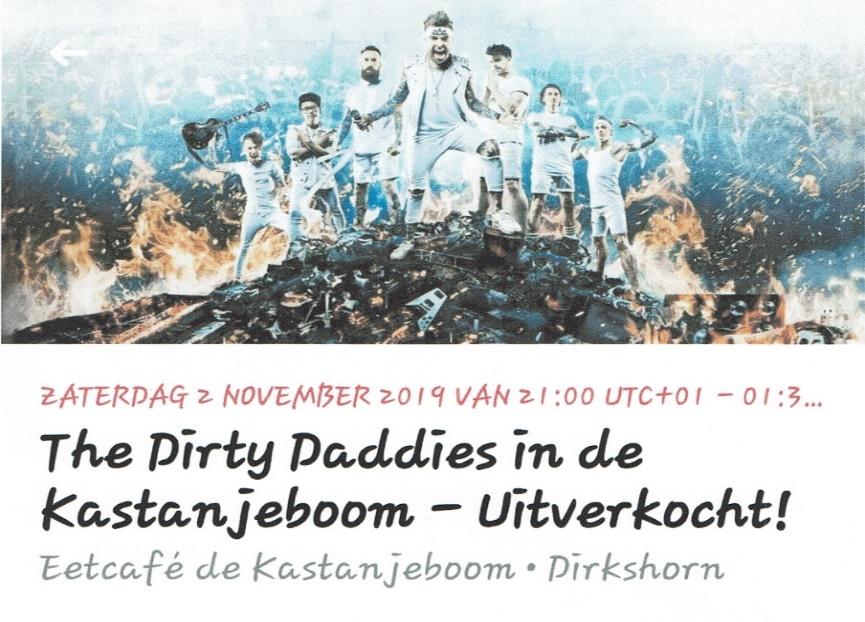 ZATERDAG 2 NOVEMBER 2019 VAN 21:00 UTC+01 – 01:3...
The Dirty Daddies in de
Kastanjeboom – Uitverkocht!
Eetcafé de Kastanjeboom • Dirkshorn